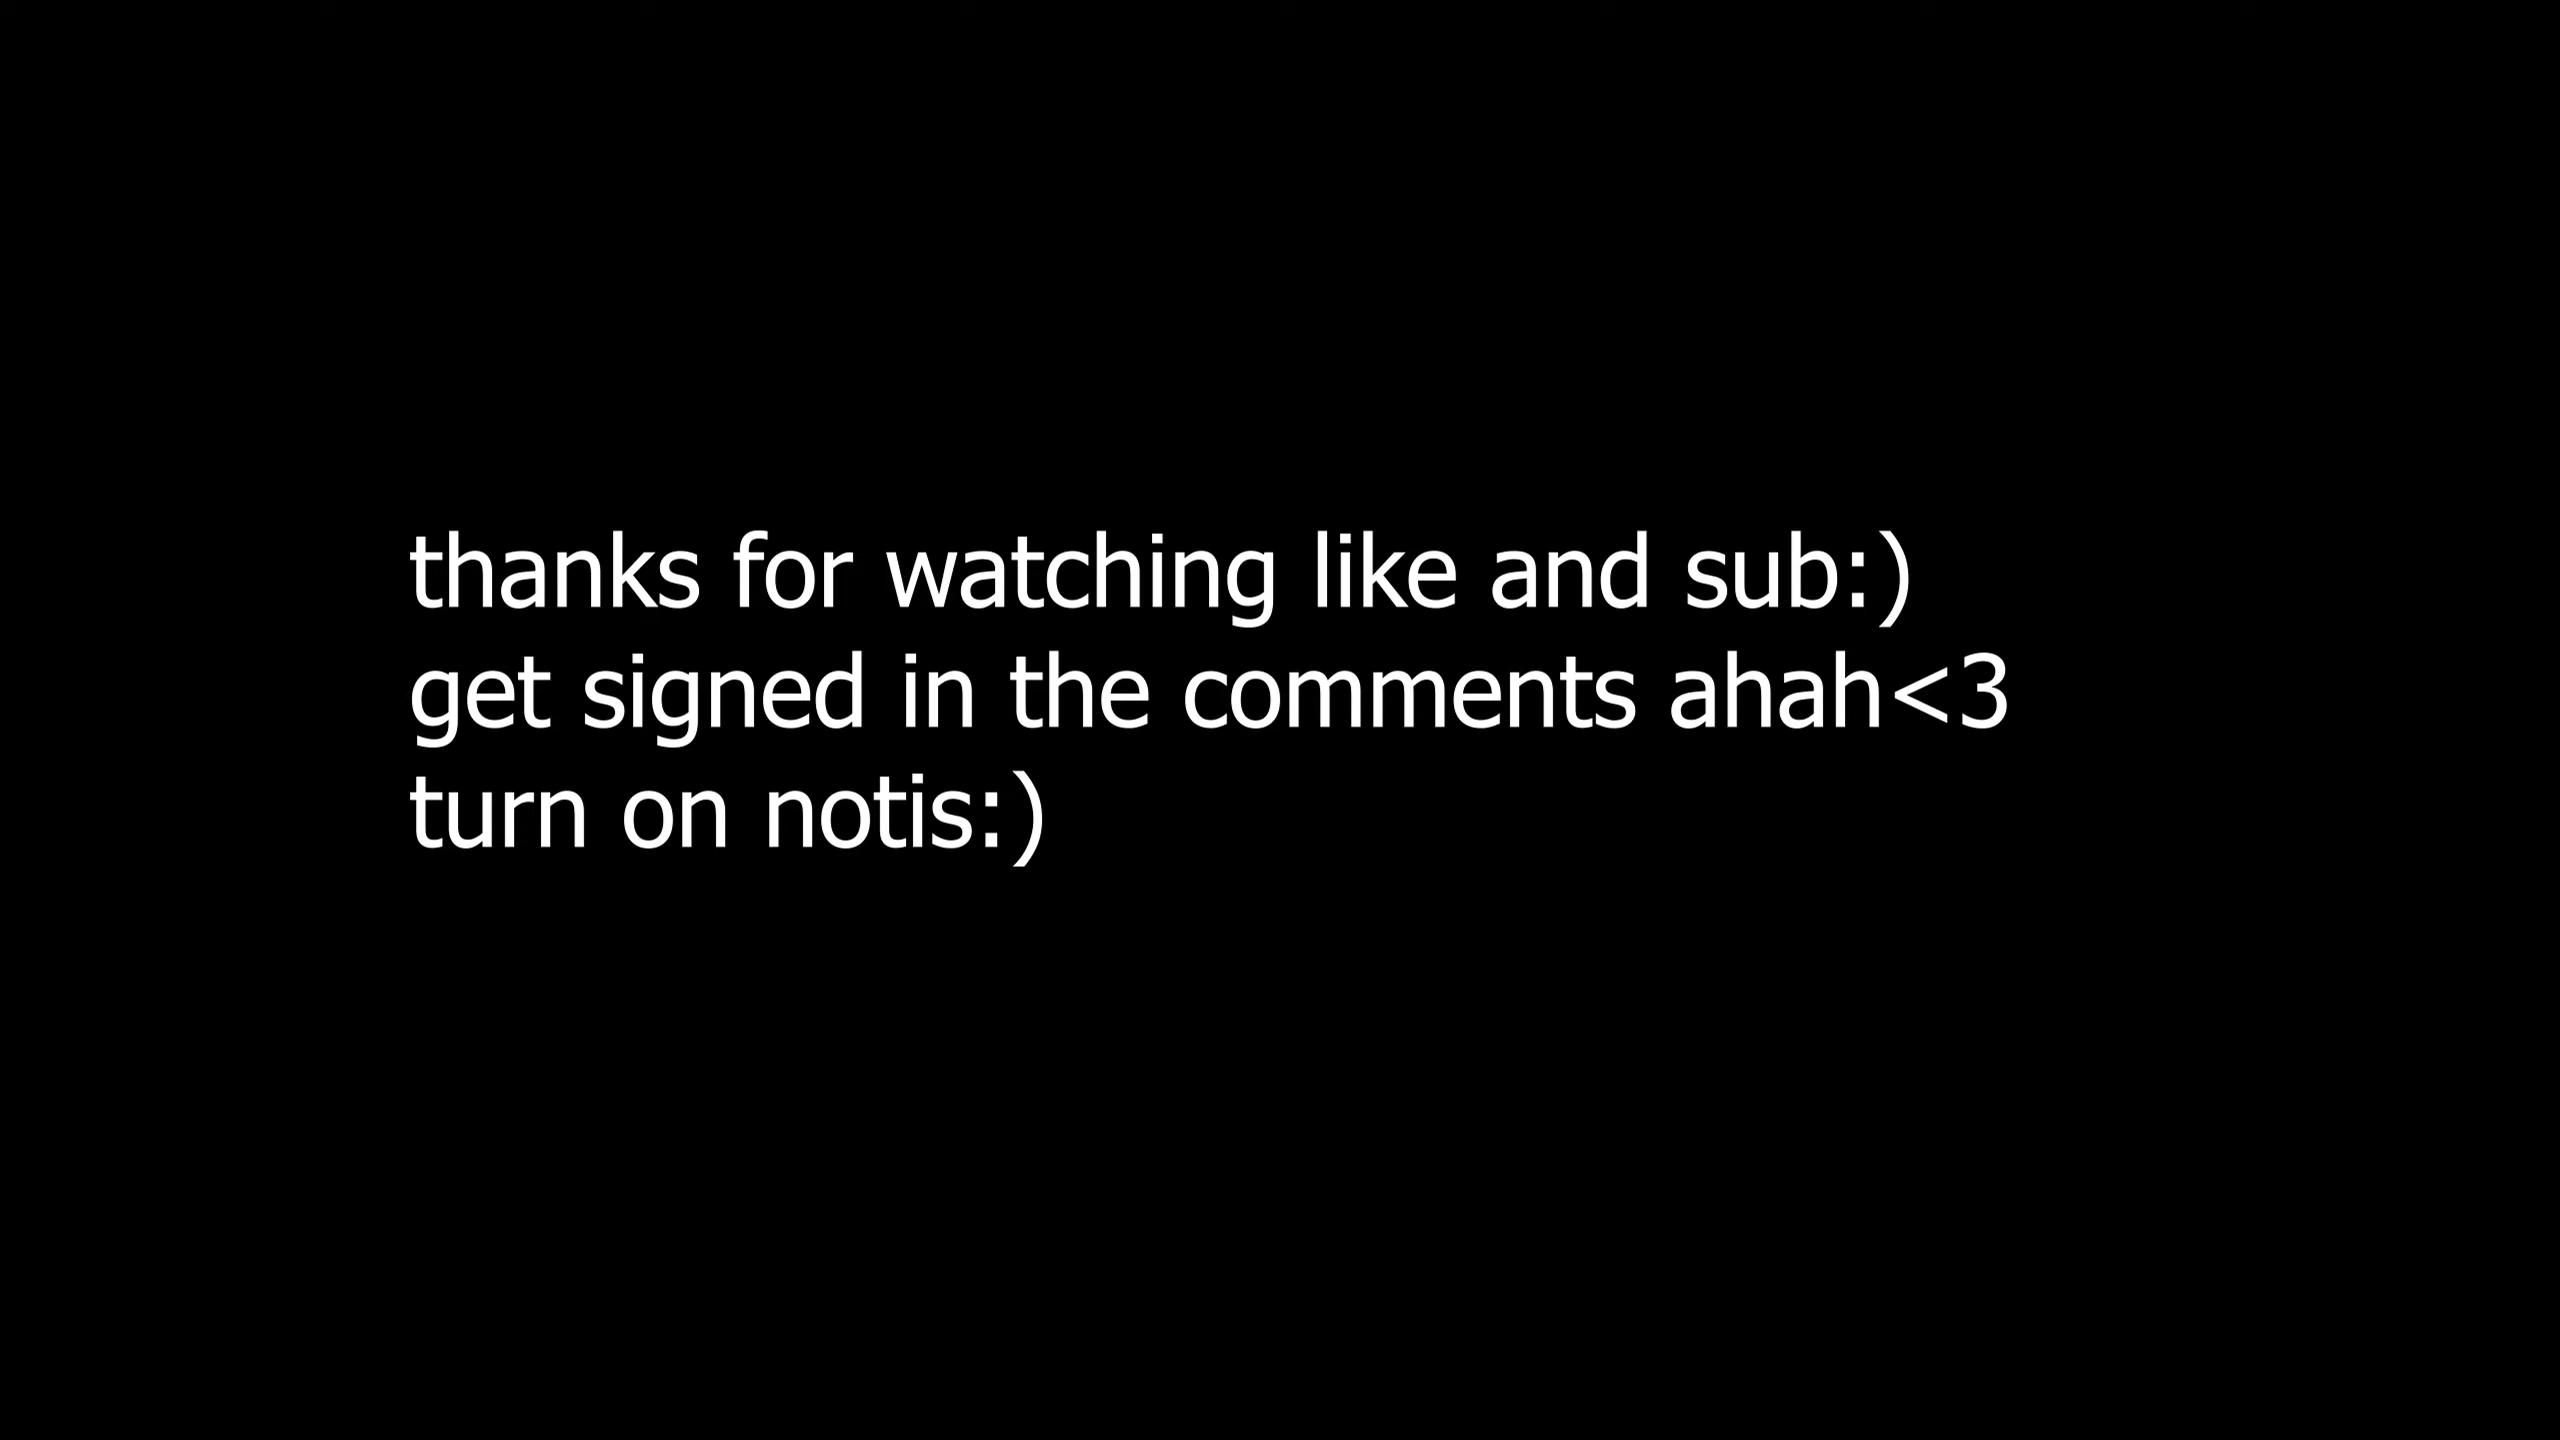 thanks for watching like and sub:)
get signed in the comments ahah<3
turn on notis:)